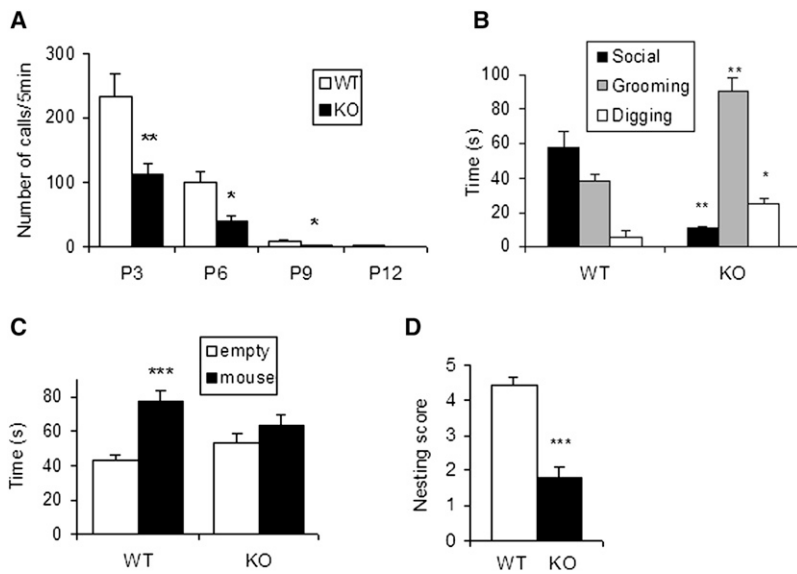 A
Number of calls/5min
300
200
100
0
WT
KO
**
*
*
P3 P6 P9 P12
B
Time (s)
100
80
60
40
20
0
Social
Grooming
Digging
**
**
*
WT KO
C
Time (s)
80
60
40
20
0
empty
mouse
***
WT KO
D
Nesting score
5
4
3
2
1
0
***
WT KO